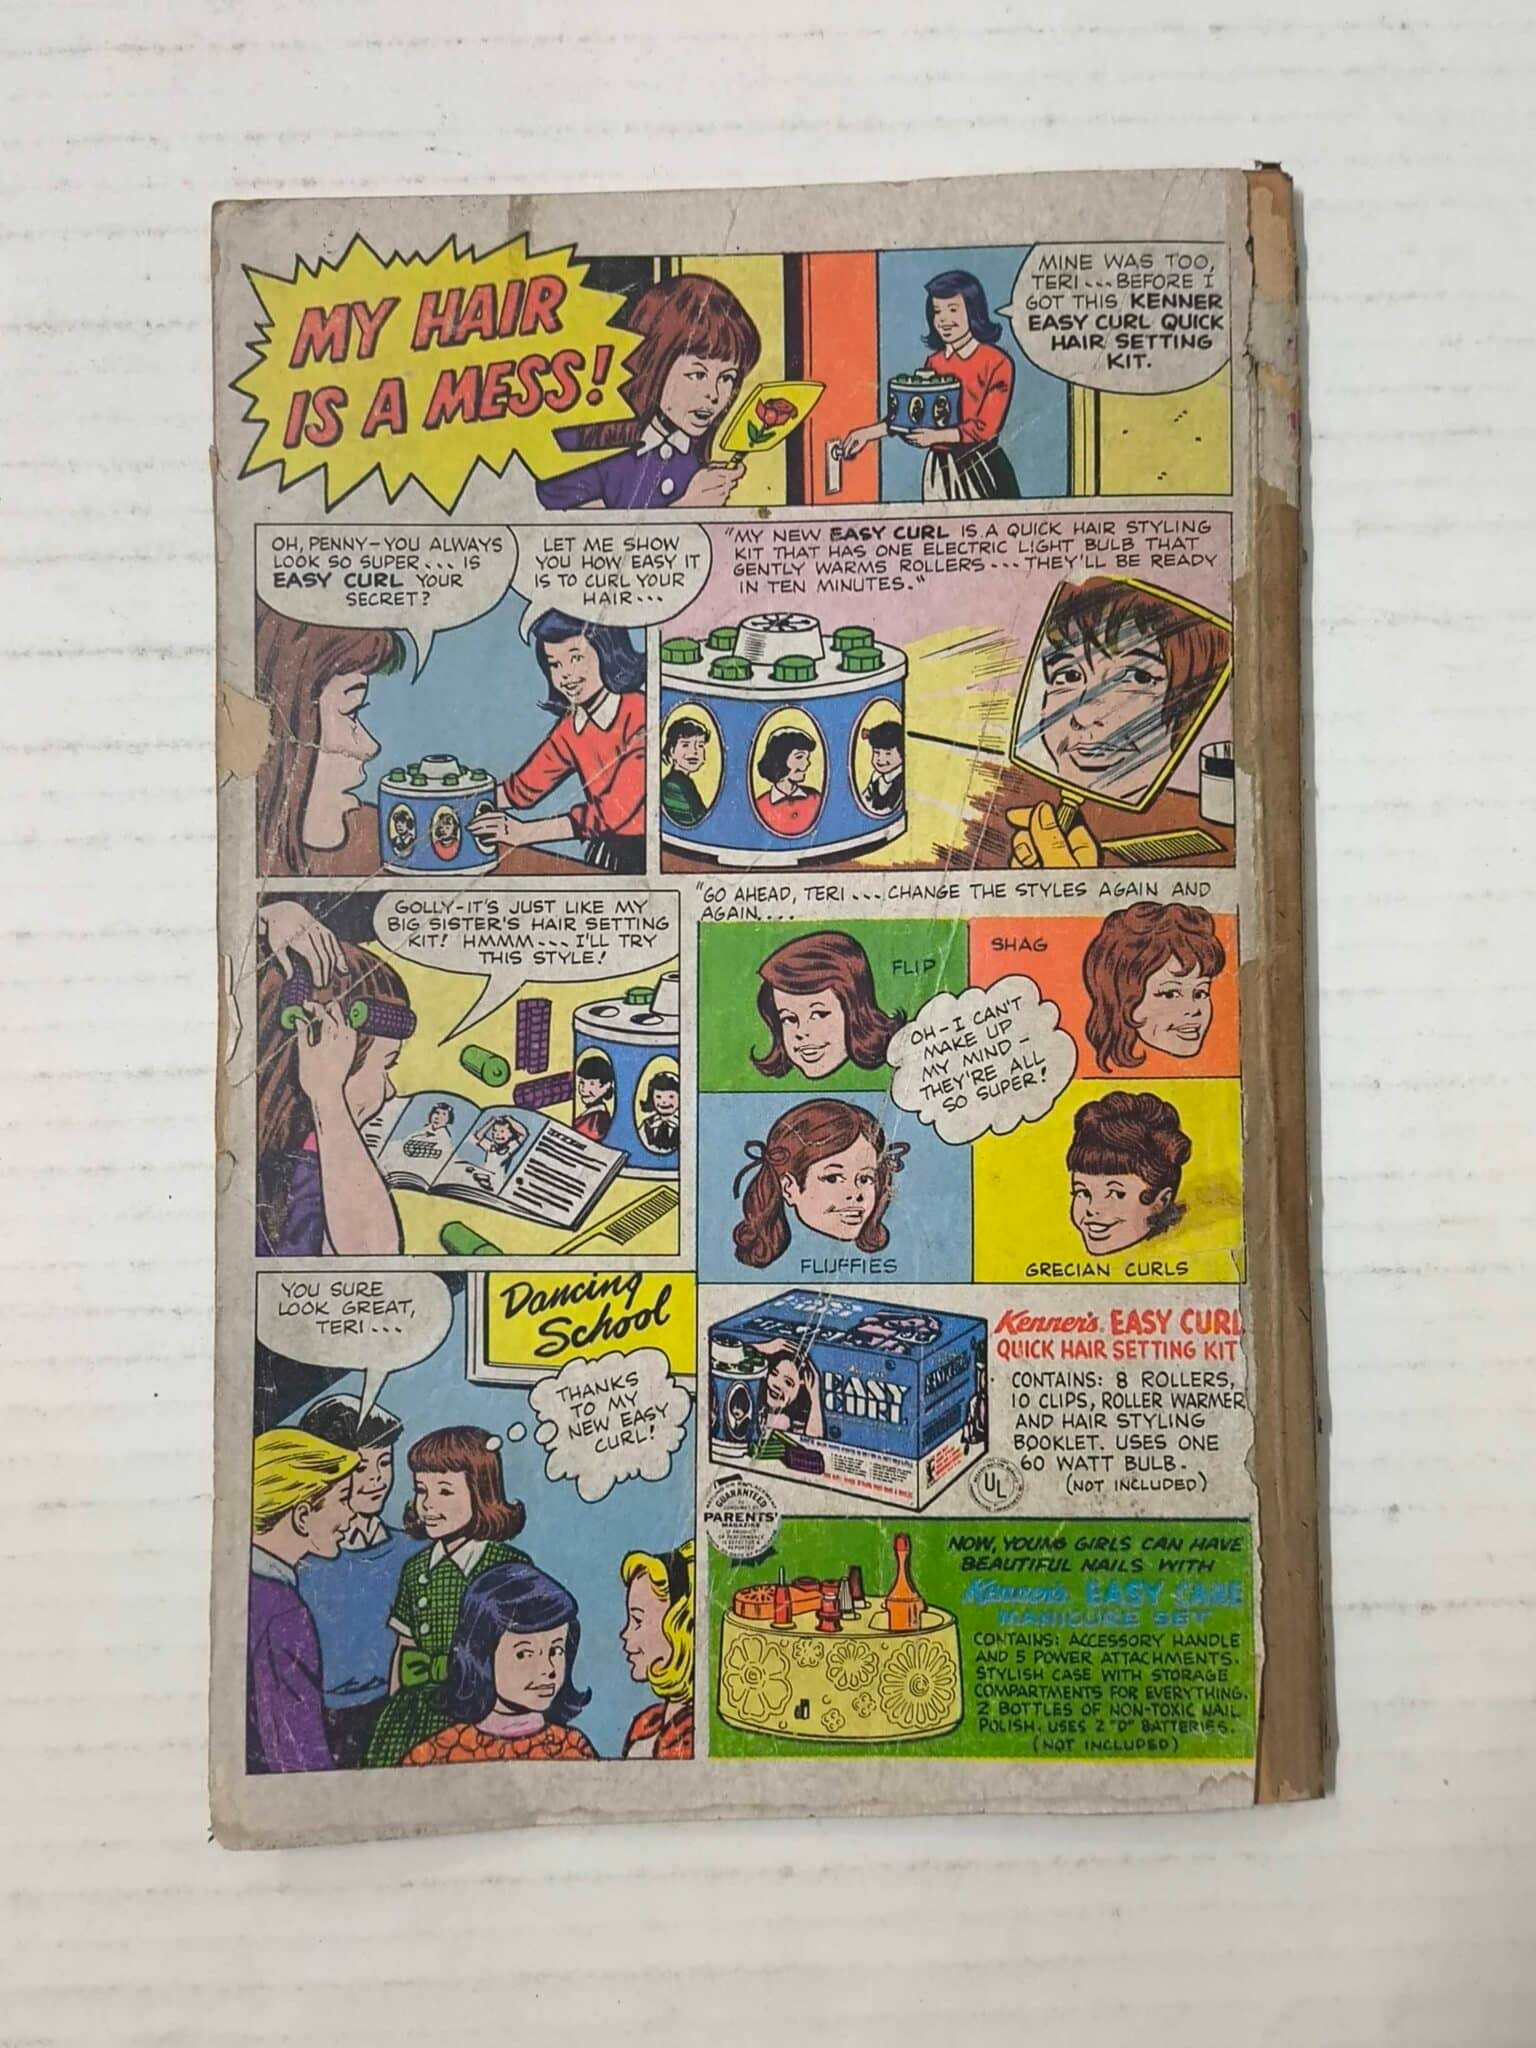 MY HAIR
IS A MESS!
MINE WAS TOO,
TERI...BEFORE I
GOT THIS KENNER
EASY CURL QUICK
HAIR SETTING
KIT.
OH, PENNY-YOU ALWAYS
LOOK SO SUPER... IS
EASY CURL YOUR
SECRET?
LET ME SHOW
YOU HOW EASY IT
IS TO CURL YOUR
HAIR...
"MY NEW EASY CURL IS A QUICK HAIR STYLING
KIT THAT HAS ONE ELECTRIC LIGHT BULB THAT
GENTLY WARMS ROLLERS...THEY'LL BE READY
IN TEN MINUTES."
GOLLY-IT'S JUST LIKE MY
BIG SISTER'S HAIR SETTING
KIT! HMMM...I'LL TRY
THIS STYLE!
"GO AHEAD, TERI...CHANGE THE STYLES AGAIN AND
AGAIN....
FLIP
SHAG
OH-I CAN'T
MAKE UP
MY MIND-
THEY'RE ALL
SO SUPER!
FLUFFIES
GRECIAN CURLS
YOU SURE
LOOK GREAT,
TERI...
Dancing
School
THANKS
TO MY
NEW EASY
CURL!
EASY
CURL
Kenner's EASY CURL
QUICK HAIR SETTING KIT
CONTAINS: 8 ROLLERS,
10 CLIPS, ROLLER WARMER
AND HAIR STYLING
BOOKLET. USES ONE
60 WATT BULB.
(NOT INCLUDED)
UL
GUARANTEED
PARENTS'
MAGAZINE
NOW, YOUNG GIRLS CAN HAVE
BEAUTIFUL NAILS WITH
Kenner's EASY CARE
MANICURE SET
CONTAINS: ACCESSORY HANDLE
AND 5 POWER ATTACHMENTS.
STYLISH CASE WITH STORAGE
COMPARTMENTS FOR EVERYTHING.
2 BOTTLES OF NON-TOXIC NAIL
POLISH. USES 2 "D" BATTERIES.
(NOT INCLUDED)